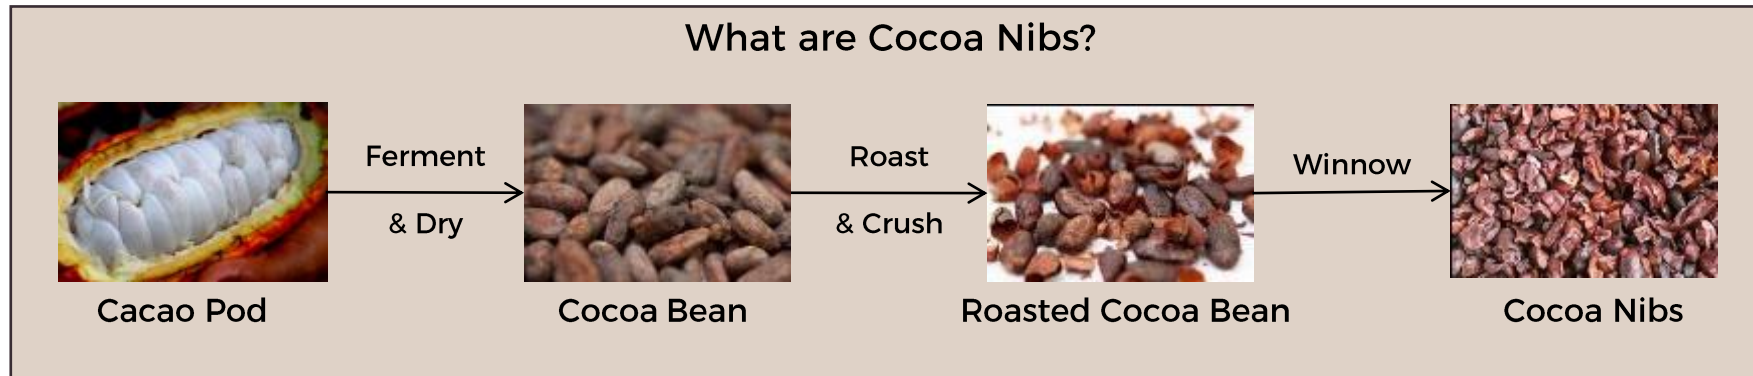 What are Cocoa Nibs?
Ferment
& Dry
Roast
& Crush
Winnow
Cacao Pod
Cocoa Bean
Roasted Cocoa Bean
Cocoa Nibs